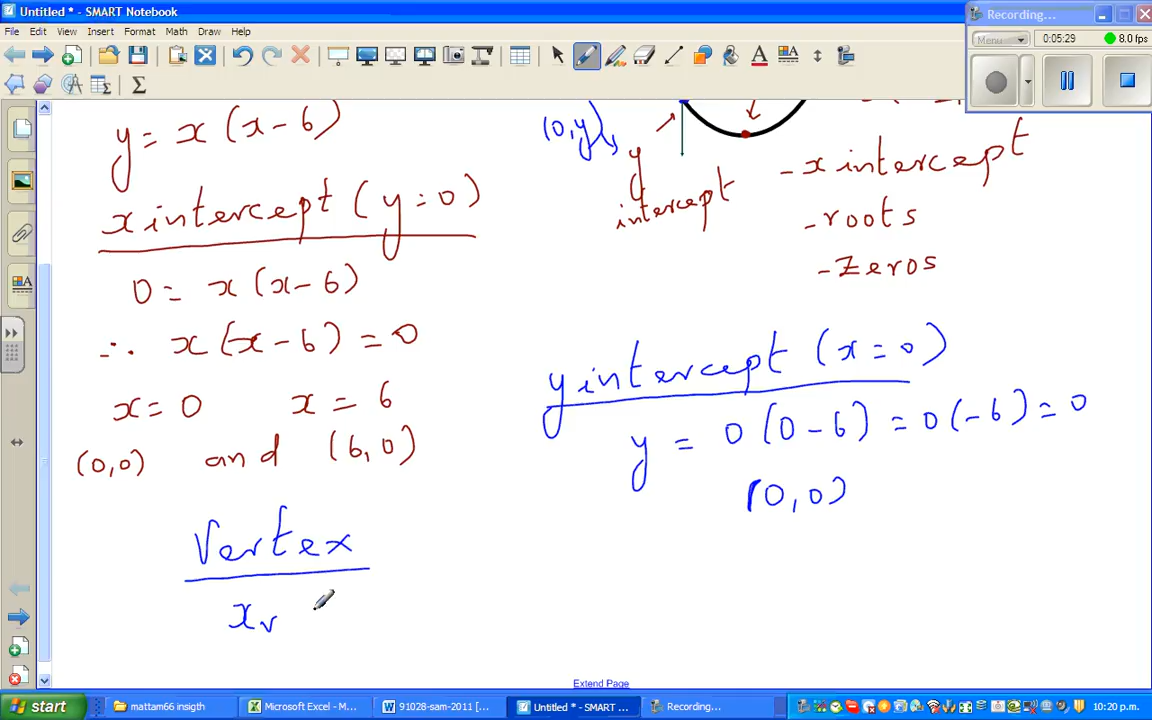 Untitled * - SMART Notebook
File Edit View Insert Format Math Draw Help
Recording...
Menu
0:05:29
8.0 fps
y = x (x - 6)
x intercept (y = 0)
0 = x (x - 6)
∴ x (x - 6) = 0
x = 0 x = 6
(0,0) and (6,0)
Vertex
xv
(0,y)
y
intercept
- x intercept
- roots
- Zeros
y intercept (x = 0)
y = 0 (0 - 6) = 0 (-6) = 0
(0,0)
Extend Page
start
mattam66 insigth
Microsoft Excel - M...
91028-sam-2011 [...
Untitled * - SMART ...
Recording...
10:20 p.m.